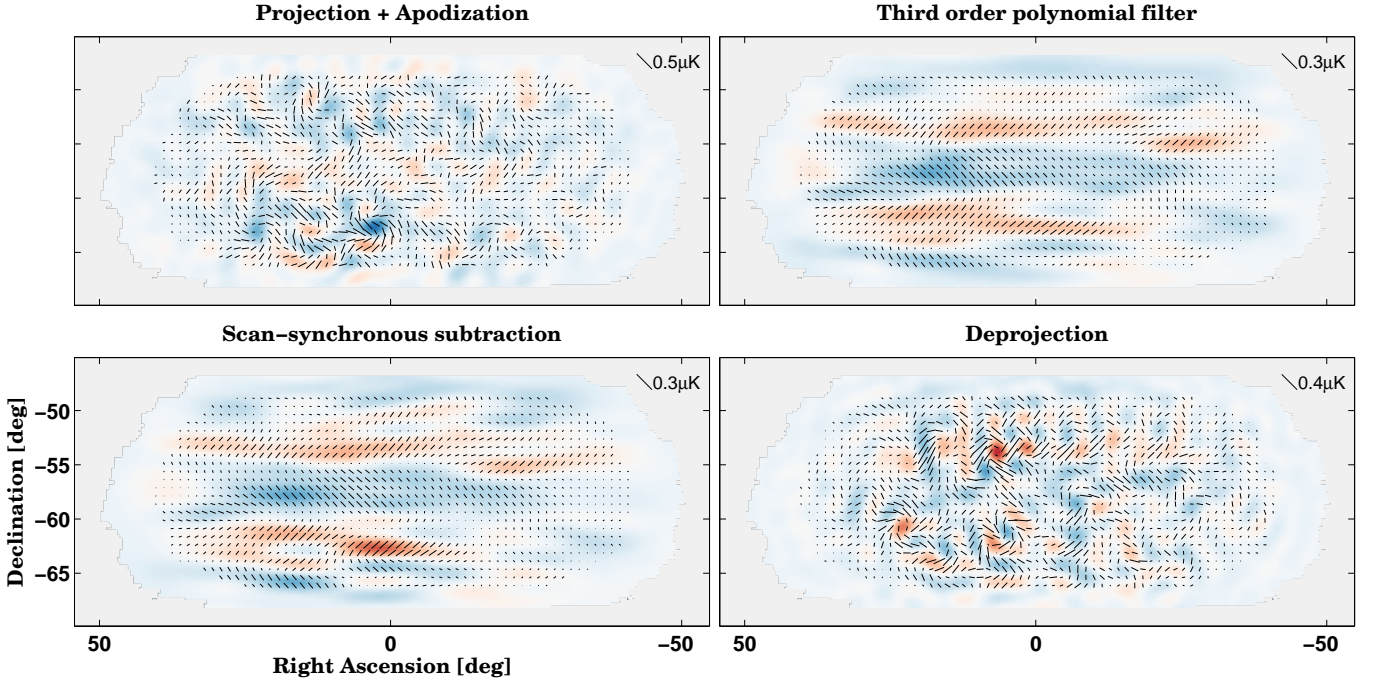 Projection + Apodization
Third order polynomial filter
0.5μK
0.3μK
Scan−synchronous subtraction
Deprojection
0.3μK
0.4μK
Declination [deg]
−50
−55
−60
−65
50
0
−50
50
0
−50
Right Ascension [deg]